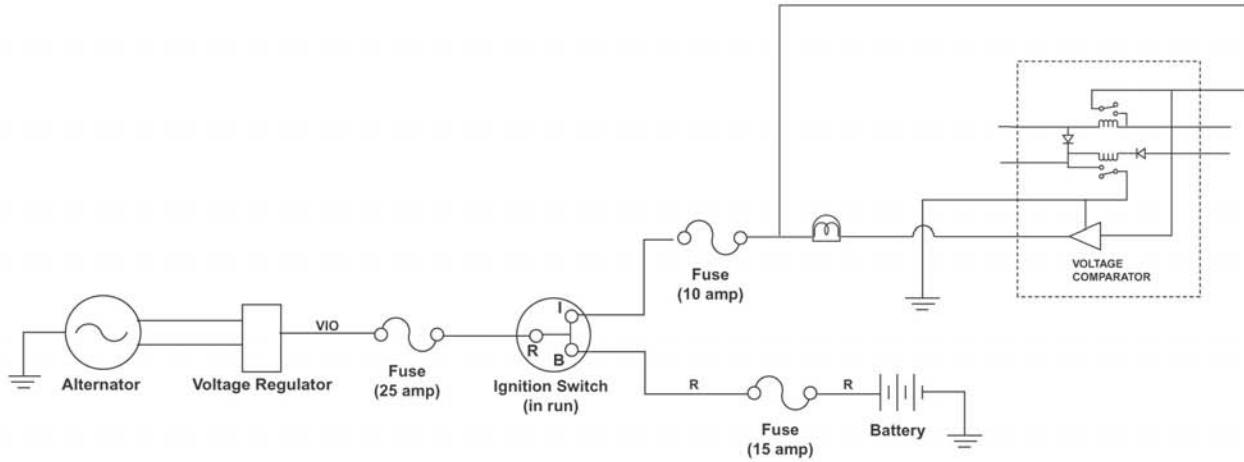 VOLTAGE
COMPARATOR
Fuse
(10 amp)
I
R
B
VIO
Alternator
Voltage Regulator
Fuse
(25 amp)
Ignition Switch
(in run)
R
R
Fuse
(15 amp)
Battery